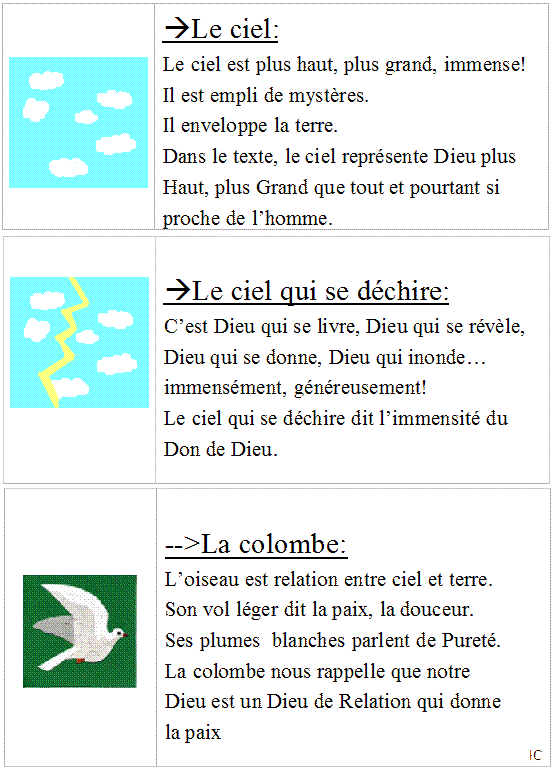 →Le ciel:
Le ciel est plus haut, plus grand, immense!
Il est empli de mystères.
Il enveloppe la terre.
Dans le texte, le ciel représente Dieu plus
Haut, plus Grand que tout et pourtant si
proche de l’homme.
→Le ciel qui se déchire:
C’est Dieu qui se livre, Dieu qui se révèle,
Dieu qui se donne, Dieu qui inonde…
immensément, généreusement!
Le ciel qui se déchire dit l’immensité du
Don de Dieu.
-->La colombe:
L’oiseau est relation entre ciel et terre.
Son vol léger dit la paix, la douceur.
Ses plumes  blanches parlent de Pureté.
La colombe nous rappelle que notre
Dieu est un Dieu de Relation qui donne
la paix